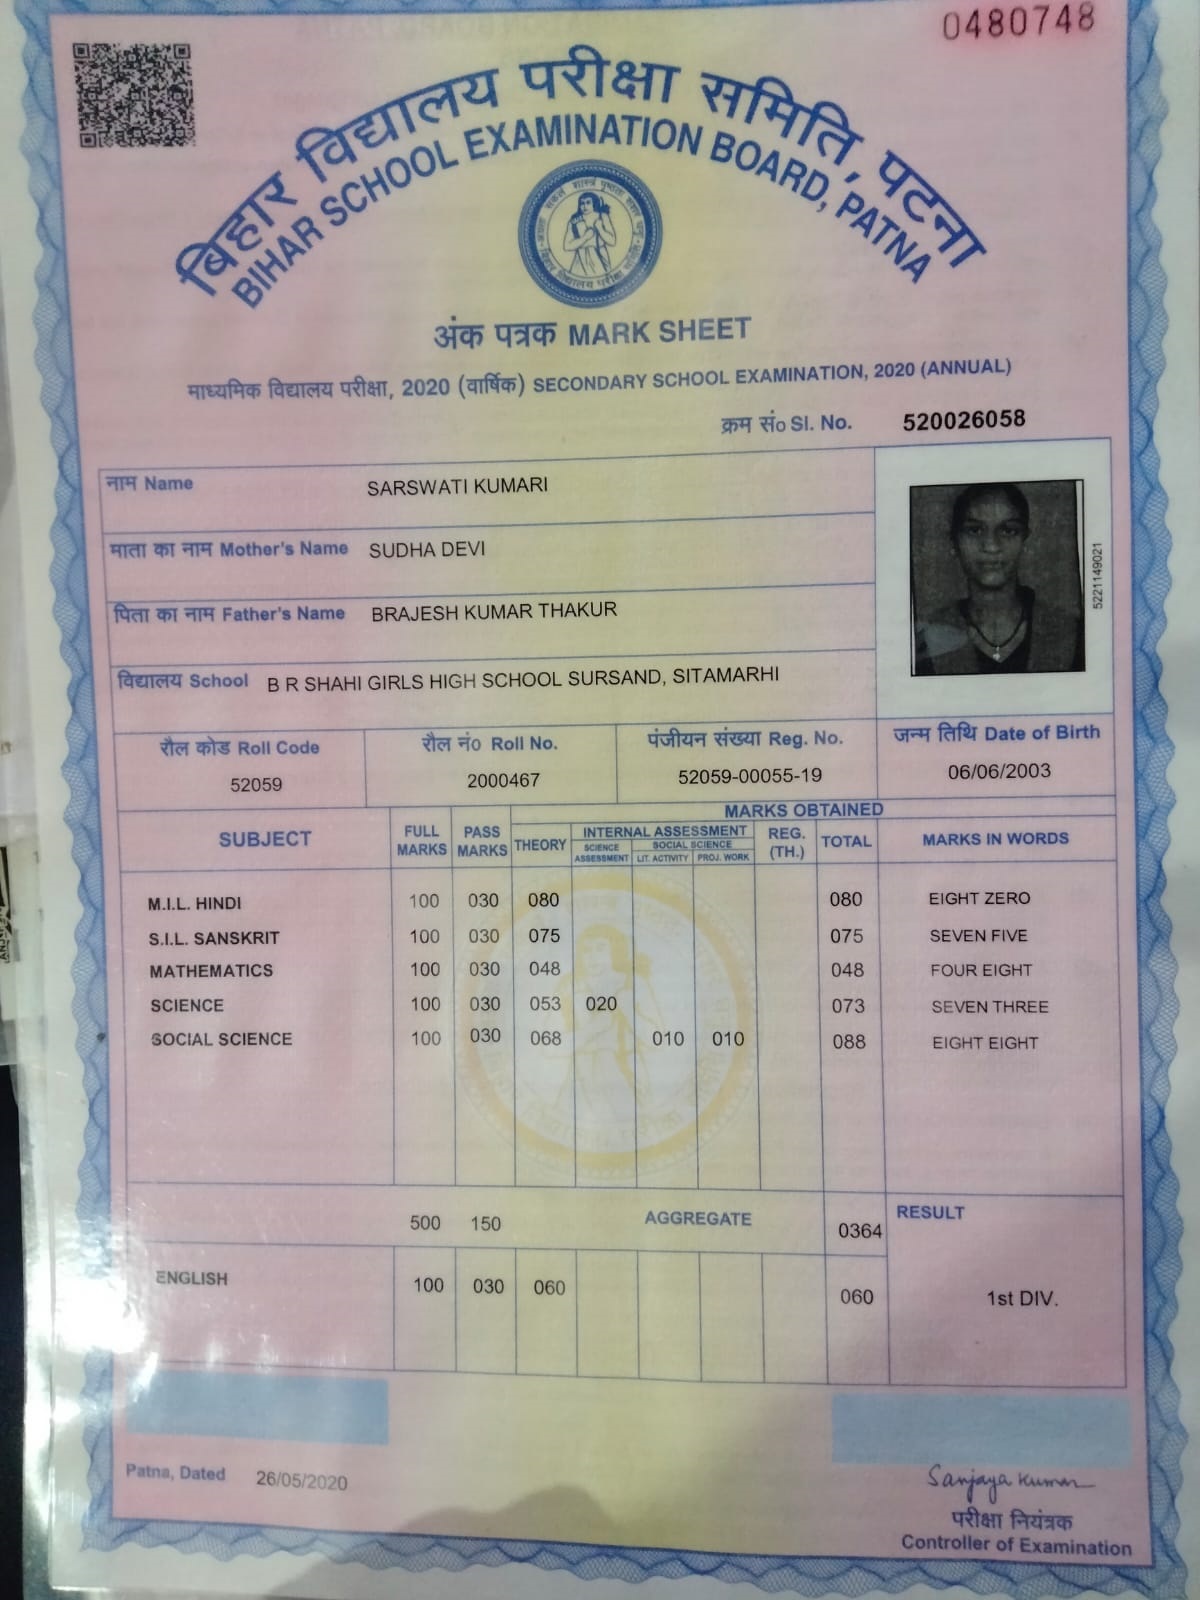 0480748
बिहार विद्यालय परीक्षा समिति, पटना
BIHAR SCHOOL EXAMINATION BOARD, PATNA
अंक पत्रक MARK SHEET
माध्यमिक विद्यालय परीक्षा, 2020 (वार्षिक) SECONDARY SCHOOL EXAMINATION, 2020 (ANNUAL)
क्रम सं० Sl. No. 520026058
नाम Name SARSWATI KUMARI
माता का नाम Mother's Name SUDHA DEVI
पिता का नाम Father's Name BRAJESH KUMAR THAKUR
विद्यालय School B R SHAHI GIRLS HIGH SCHOOL SURSAND, SITAMARHI
5221149021
रौल कोड Roll Code रौल नं० Roll No. पंजीयन संख्या Reg. No. जन्म तिथि Date of Birth
52059 2000467 52059-00055-19 06/06/2003
MARKS OBTAINED
SUBJECT FULL MARKS PASS MARKS THEORY INTERNAL ASSESSMENT REG. (TH.) TOTAL MARKS IN WORDS
SCIENCE ASSESSMENT SOCIAL SCIENCE LIT. ACTIVITY PROJ. WORK
M.I.L. HINDI 100 030 080 080 EIGHT ZERO
S.I.L. SANSKRIT 100 030 075 075 SEVEN FIVE
MATHEMATICS 100 030 048 048 FOUR EIGHT
SCIENCE 100 030 053 020 073 SEVEN THREE
SOCIAL SCIENCE 100 030 068 010 010 088 EIGHT EIGHT
500 150 AGGREGATE 0364 RESULT
ENGLISH 100 030 060 060 1st DIV.
Patna, Dated 26/05/2020
Sanjaya Kumar
परीक्षा नियंत्रक
Controller of Examination